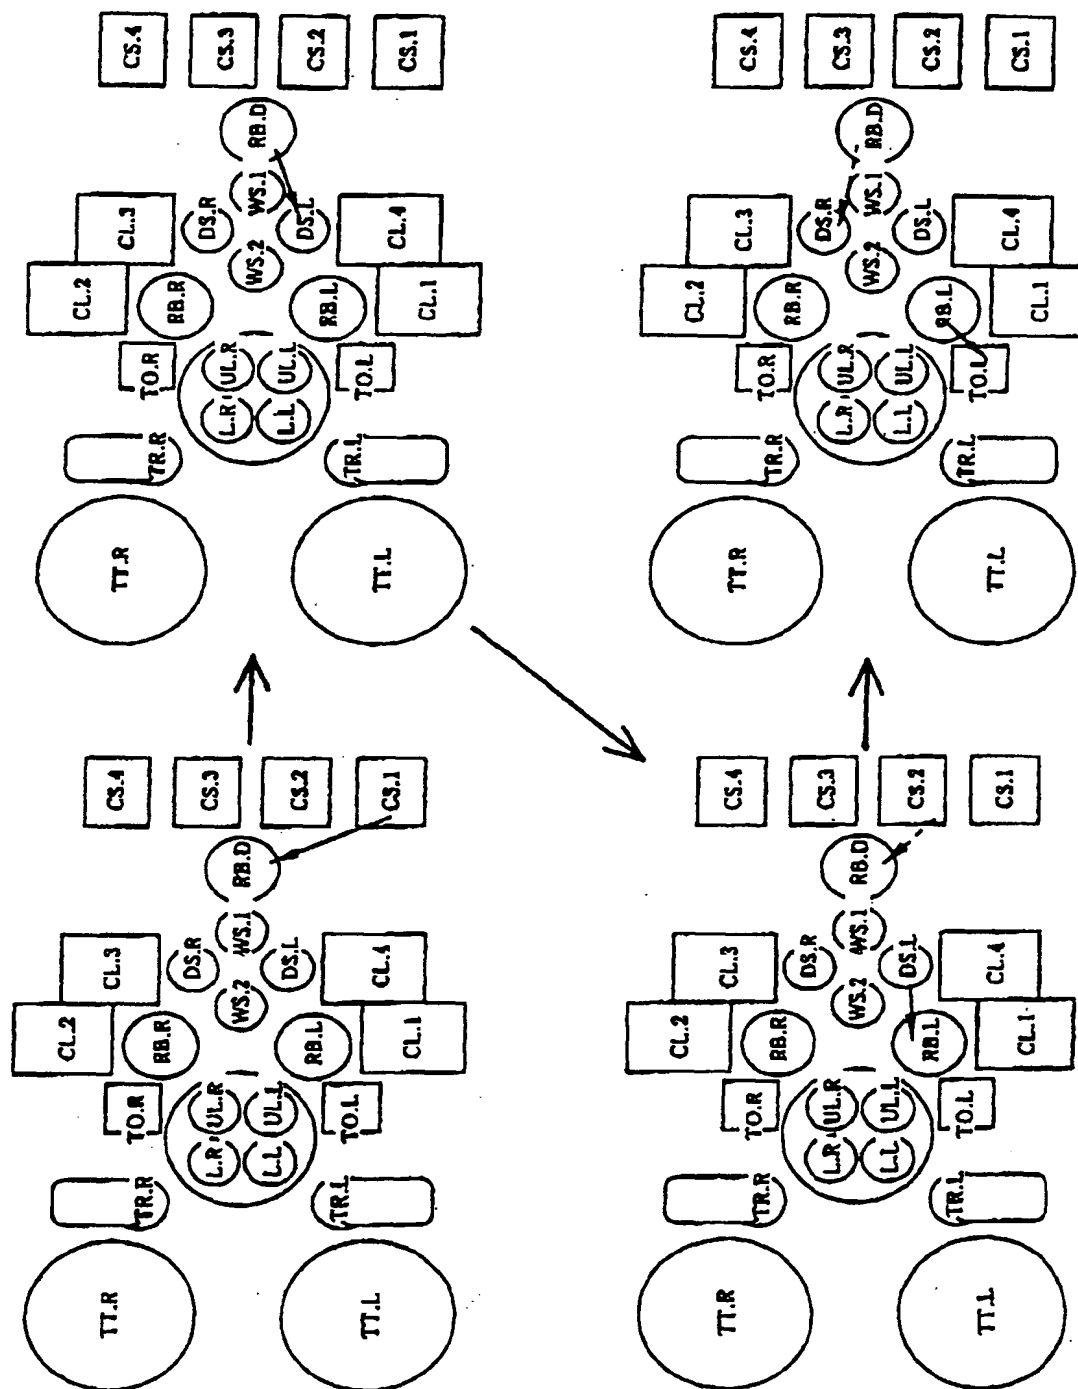 TT.L
TT.R
TR.L
TR.R
L.L
L.R
UL.L
UL.R
TO.L
TO.R
CL.1
RB.L
RB.R
CL.2
WS.2
CL.4
DS.L
DS.R
CL.3
WS.1
RB.D
CS.1
CS.2
CS.3
CS.4
TT.L
TT.R
TR.L
TR.R
L.L
L.R
UL.L
UL.R
TO.L
TO.R
CL.1
RB.L
RB.R
CL.2
WS.2
CL.4
DS.L
DS.R
CL.3
WS.1
RB.D
CS.1
CS.2
CS.3
CS.4
TT.L
TT.R
TR.L
TR.R
L.L
L.R
UL.L
UL.R
TO.L
TO.R
CL.1
RB.L
RB.R
CL.2
WS.2
CL.4
DS.L
DS.R
CL.3
WS.1
RB.D
CS.1
CS.2
CS.3
CS.4
TT.L
TT.R
TR.L
TR.R
L.L
L.R
UL.L
UL.R
TO.L
TO.R
CL.1
RB.L
RB.R
CL.2
WS.2
CL.4
DS.L
DS.R
CL.3
WS.1
RB.D
CS.1
CS.2
CS.3
CS.4